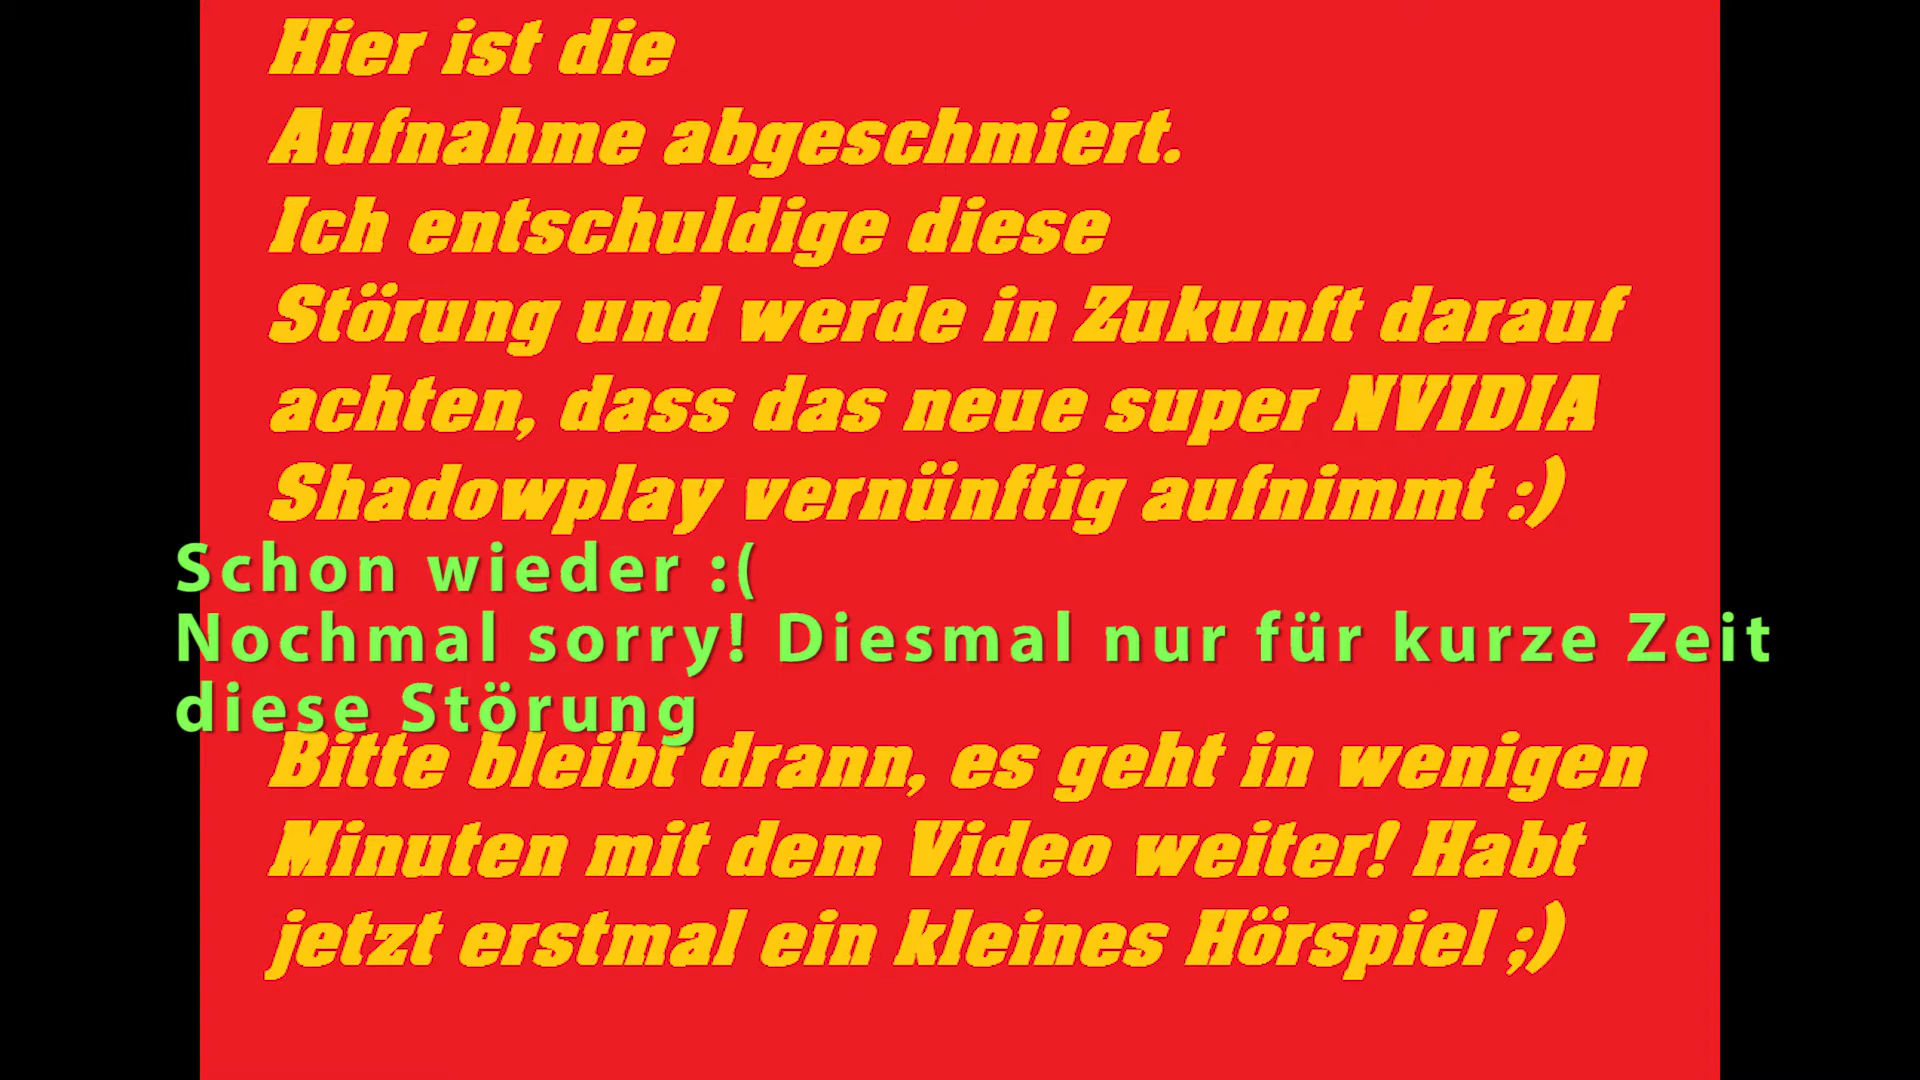 Hier ist die
Aufnahme abgeschmiert.
Ich entschuldige diese
Störung und werde in Zukunft darauf
achten, dass das neue super NVIDIA
Shadowplay vernünftig aufnimmt :)
Schon wieder :(
Nochmal sorry! Diesmal nur für kurze Zeit
diese Störung
Bitte bleibt drann, es geht in wenigen
Minuten mit dem Video weiter! Habt
jetzt erstmal ein kleines Hörspiel ;)